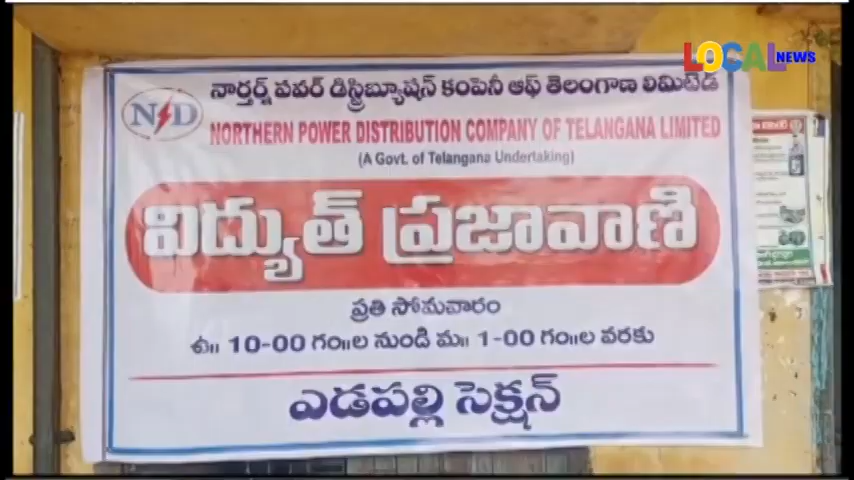 LOCAL NEWS
నార్తర్న్ పవర్ డిస్ట్రిబ్యూషన్ కంపెనీ ఆఫ్ తెలంగాణ లిమిటెడ్
NPD
NORTHERN POWER DISTRIBUTION COMPANY OF TELANGANA LIMITED
(A Govt. of Telangana Undertaking)
విద్యుత్ ప్రజావాణి
ప్రతి సోమవారం
ఉ॥ 10-00 గం॥ల నుండి మ॥ 1-00 గం॥ల వరకు
ఎడపల్లి సెక్షన్